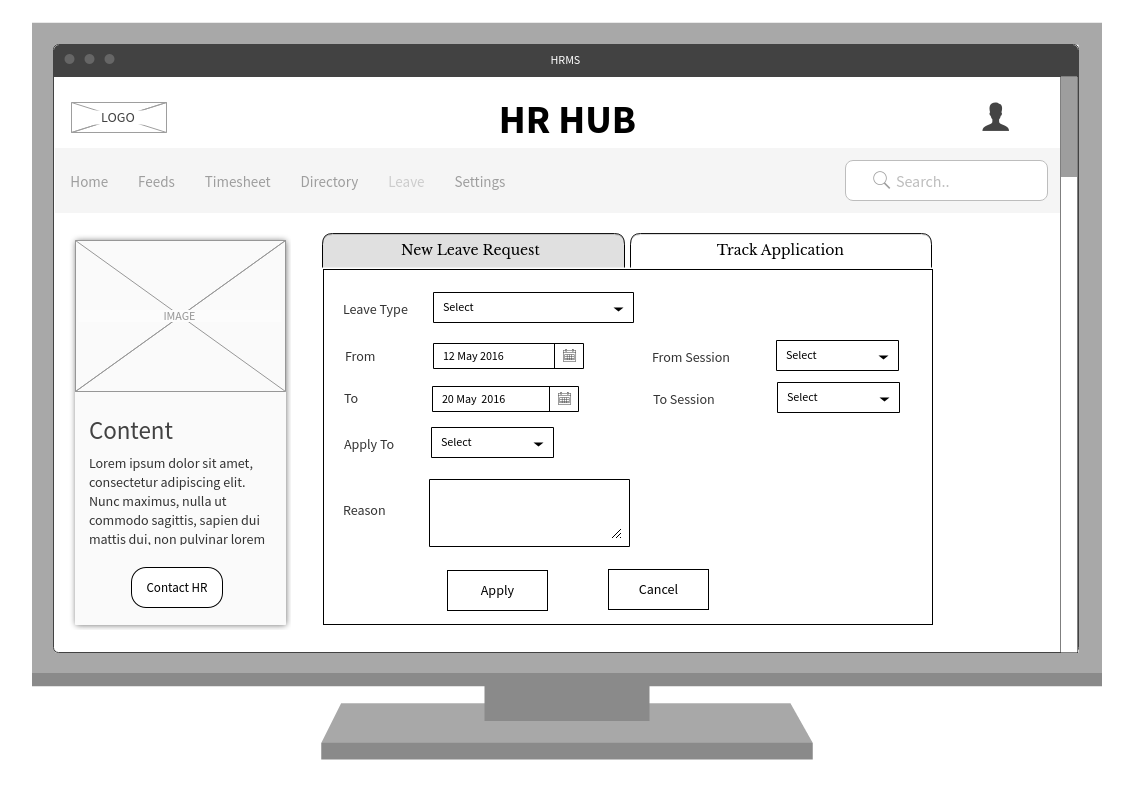 HRMS
LOGO
HR HUB
Home Feeds Timesheet Directory Leave Settings
Search..
IMAGE
Content
Lorem ipsum dolor sit amet,
consectetur adipiscing elit.
Nunc maximus, nulla ut
commodo sagittis, sapien dui
mattis dui, non pulvinar lorem
Contact HR
New Leave Request
Track Application
Leave Type Select
From 12 May 2016 From Session Select
To 20 May 2016 To Session Select
Apply To Select
Reason
Apply Cancel